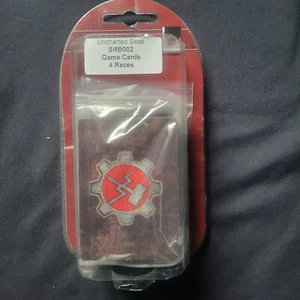 Uncharted Seas
SRB002
Game Cards
4 Races